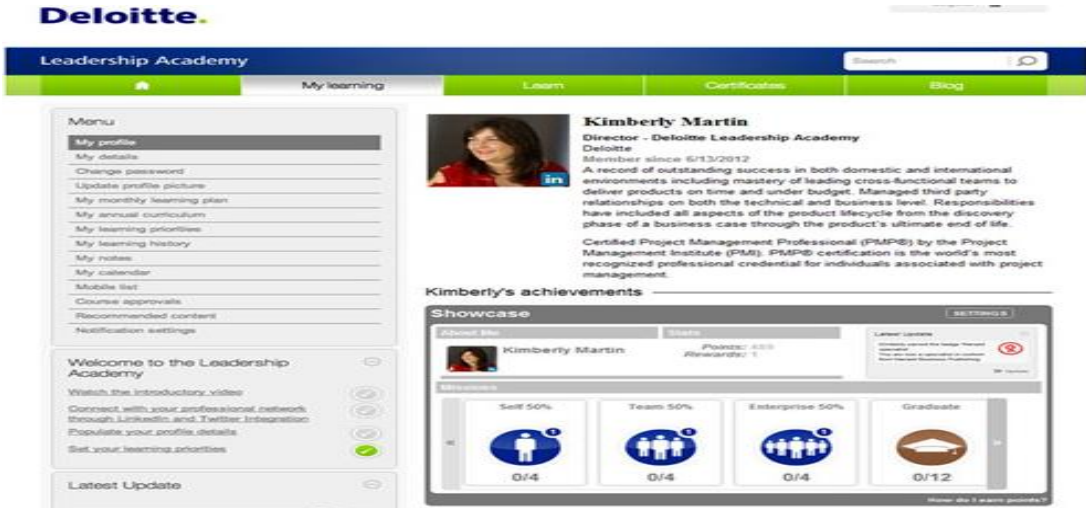 Deloitte.
Leadership Academy
Search
My learning
Learn
Certificates
Blog
Menu
My profile
My details
Change password
Update profile picture
My monthly learning plan
My annual curriculum
My learning priorities
My learning history
My notes
My calendar
Mobile list
Course approvals
Recommended content
Notification settings
Welcome to the Leadership
Academy
Watch the introductory video
Connect with your professional network
through LinkedIn and Twitter Integration
Populate your profile details
Set your learning priorities
Latest Update
in
Kimberly Martin
Director - Deloitte Leadership Academy
Deloitte
Member since 6/13/2012
A record of outstanding success in both domestic and international
environments including mastery of leading cross-functional teams to
deliver products on time and under budget. Managed third party
relationships on both the technical and business level. Responsibilities
have included all aspects of the product lifecycle from the discovery
phase of a business case through the product's ultimate end of life.
Certified Project Management Professional (PMP®) by the Project
Management Institute (PMI). PMP® certification is the world's most
recognized professional credential for individuals associated with project
management.
Kimberly's achievements
Showcase
SETTINGS
About Me
Stats
Kimberly Martin
Points:
Rewards: 1
Latest Update
Missions
Self 50%
Team 50%
Enterprise 50%
Graduate
1
1
1
«
»
0/4
0/4
0/4
0/12
How do I earn points?